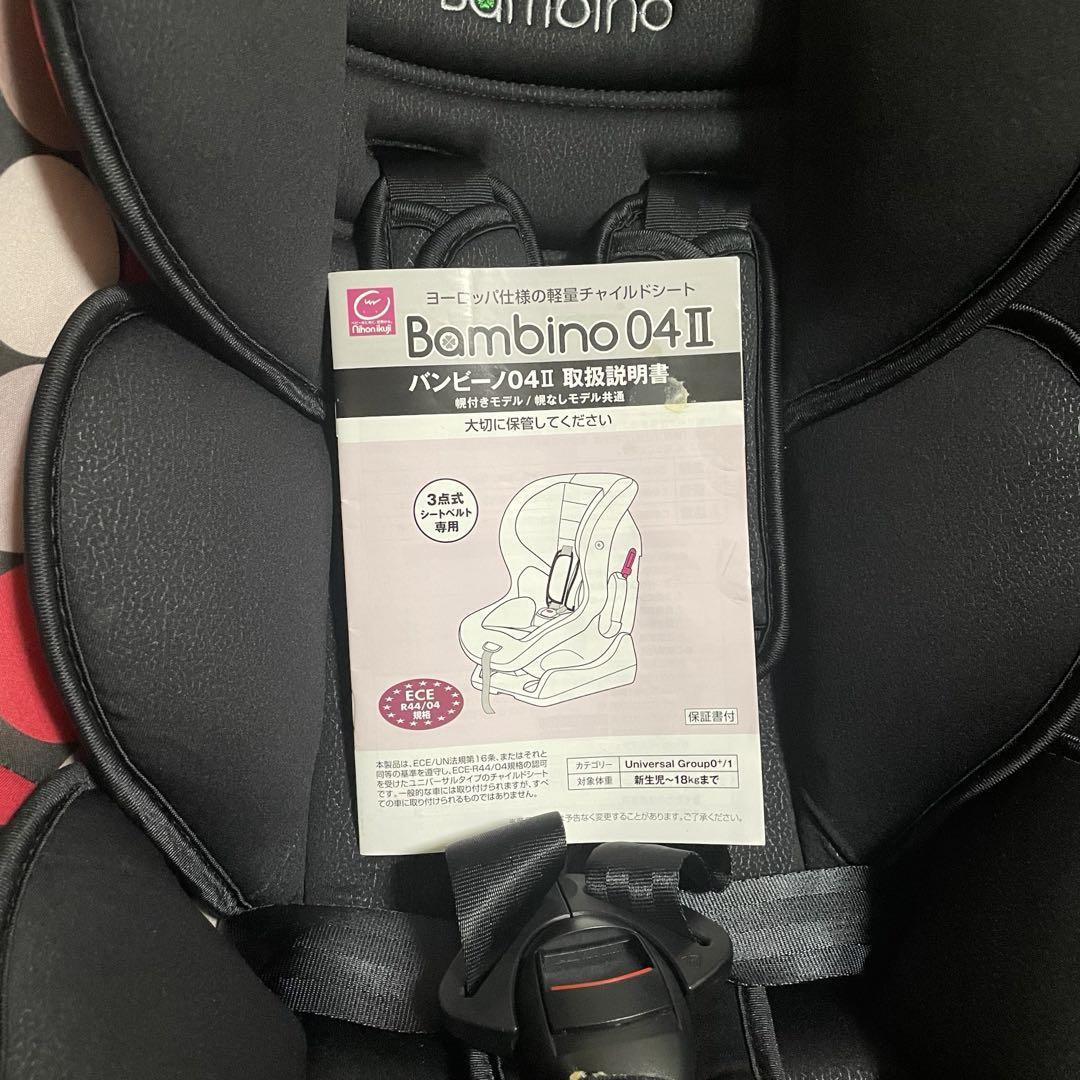 Bambino
ヨーロッパ仕様の軽量チャイルドシート
Nihon ikuji
Bambino 04Ⅱ
バンビーノ04Ⅱ 取扱説明書
幌付きモデル / 幌なしモデル共通
大切に保管してください
3点式
シートベルト
専用
ECE
R44/04
規格
保証書付
本製品は、ECE/UN法規第16条、またはそれと
同等の基準を遵守し、ECE-R44/04規格の認可
を受けたユニバーサルタイプのチャイルドシート
です。一般的な車には取り付けられますが、すべ
ての車に取り付けられるものではありません。
カテゴリー Universal Group0⁺/1
対象体重 新生児〜18kgまで
予告なく変更することがあります。ご了承ください。